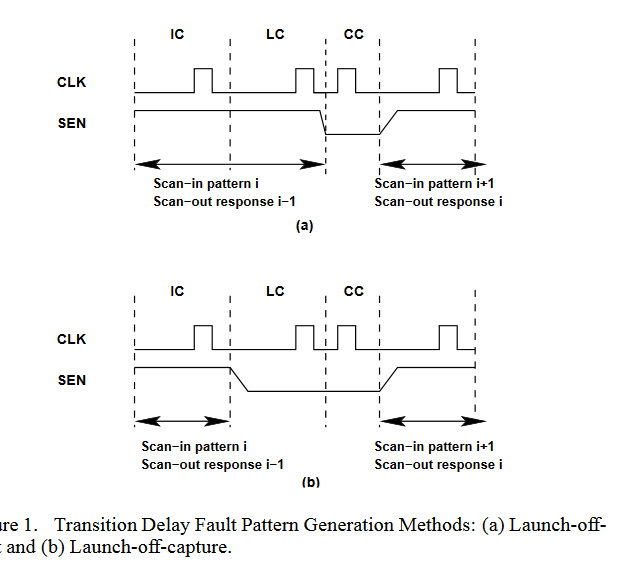 IC LC CC
CLK
SEN
Scan−in pattern i Scan−in pattern i+1
Scan−out response i−1 Scan−out response i
(a)
IC LC CC
CLK
SEN
Scan−in pattern i Scan−in pattern i+1
Scan−out response i−1 Scan−out response i
(b)
1. Transition Delay Fault Pattern Generation Methods: (a) Launch-off-
and (b) Launch-off-capture.